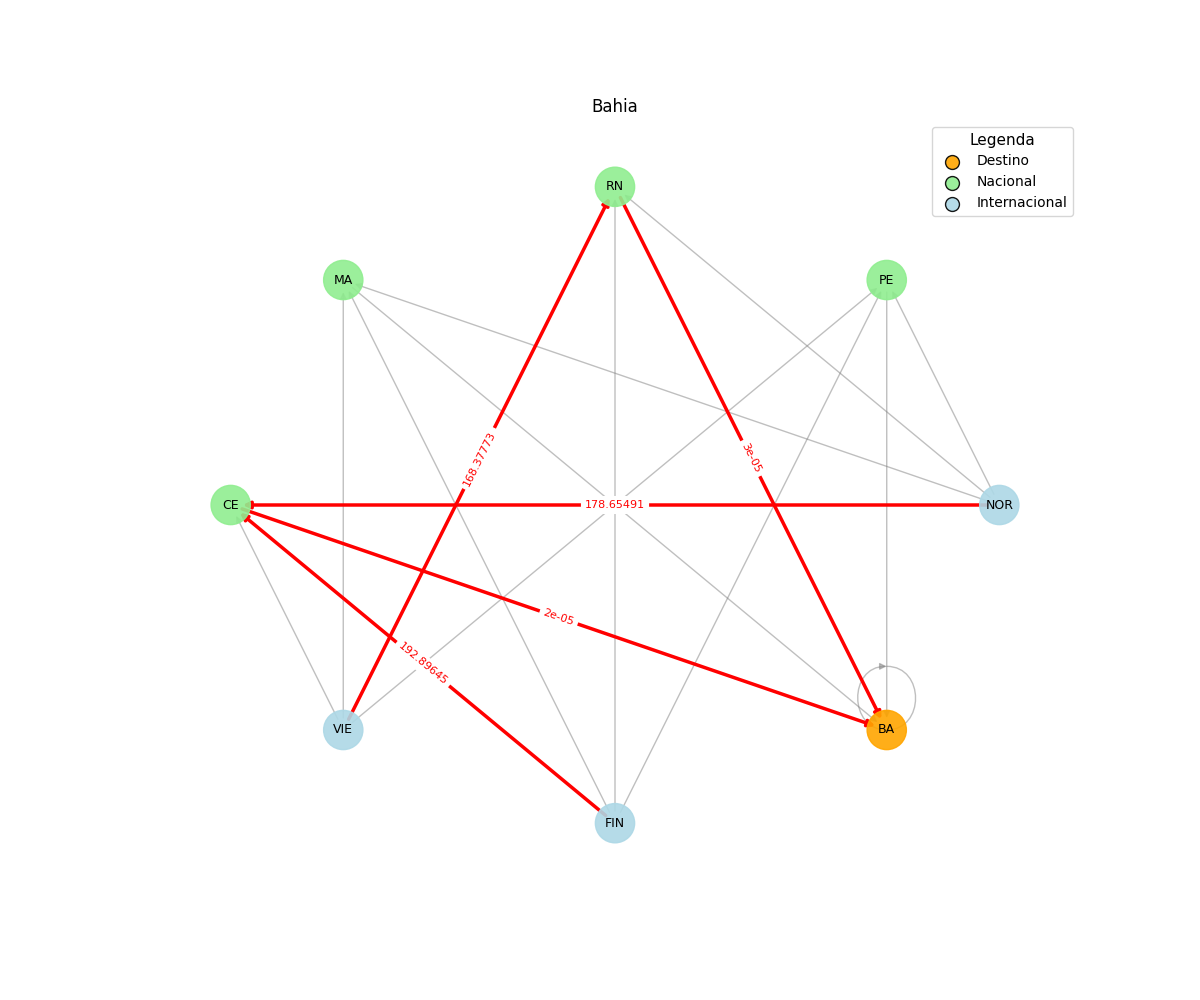 Bahia
Legenda
Destino
Nacional
Internacional
RN
MA
PE
168.37773
3e-05
CE
178.65491
NOR
2e-05
192.89645
VIE
BA
FIN